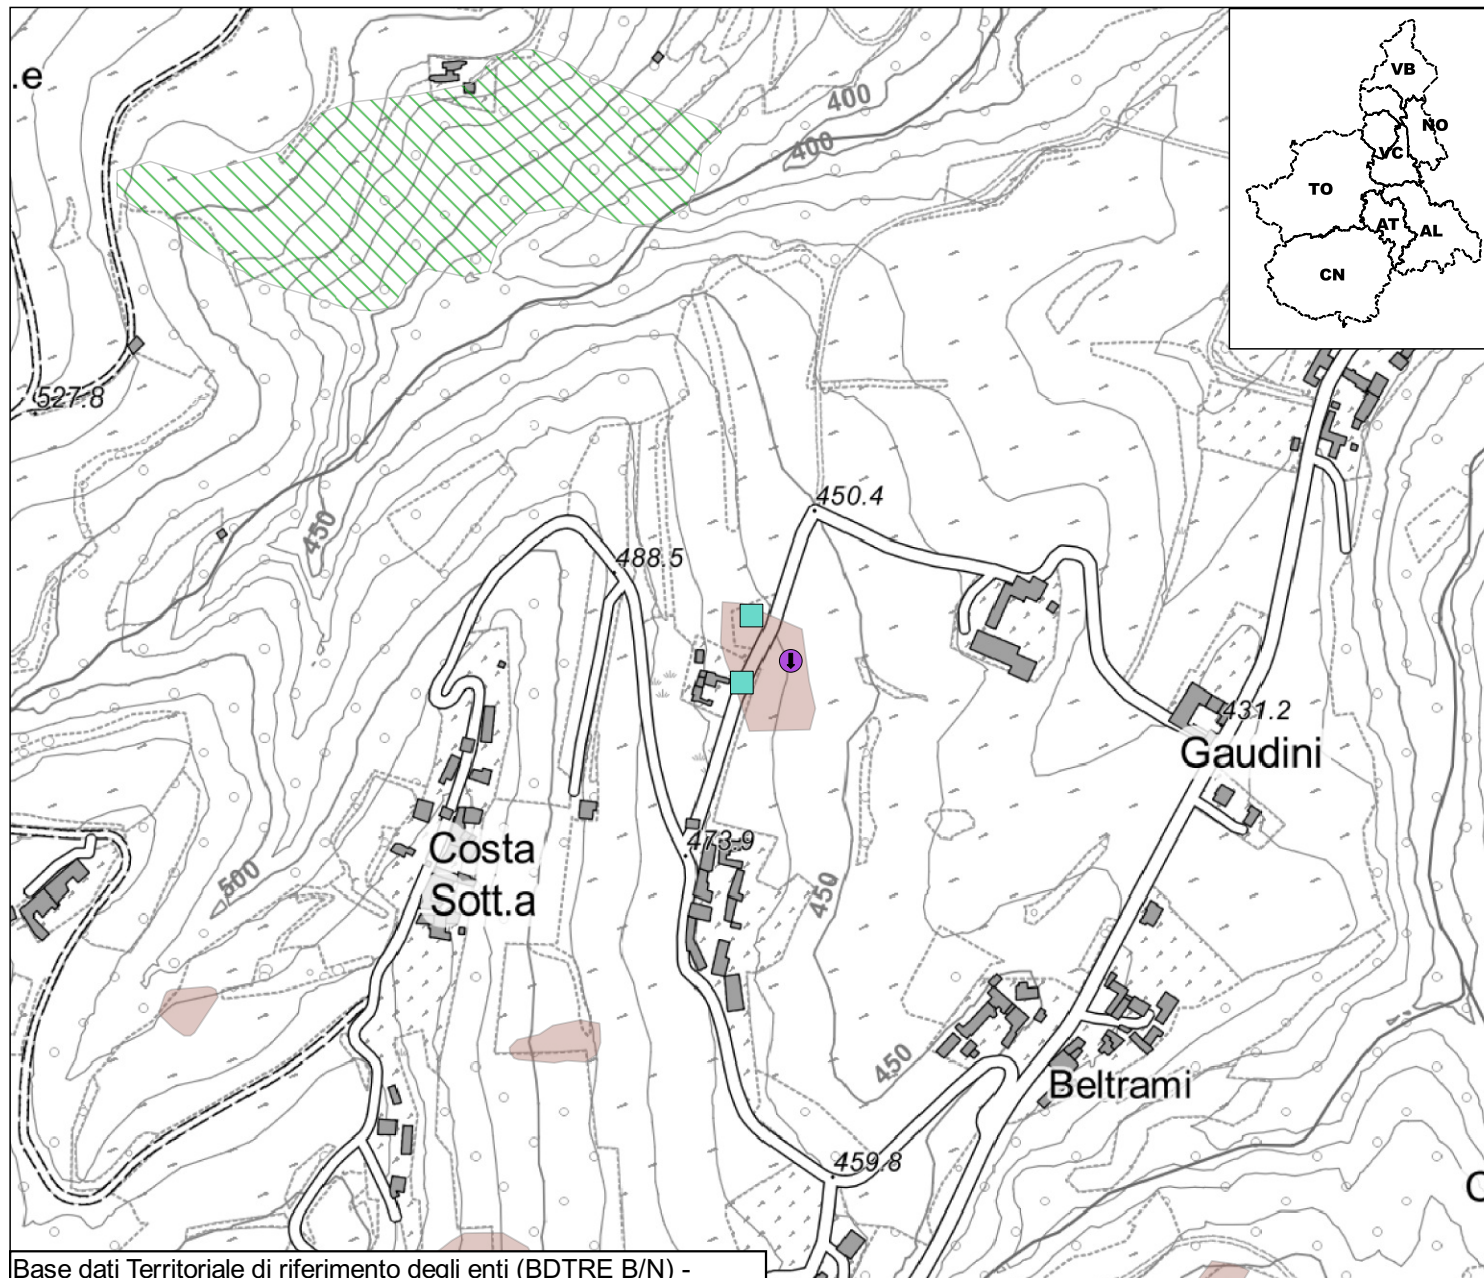 .e
400
400
VB
NO
VC
TO
AT
AL
CN
527.8
450.4
450
488.5
431.2
Gaudini
473.9
Costa
Sott.a
500
450
450
Beltrami
459.8
C
Base dati Territoriale di riferimento degli enti (BDTRE B/N) -